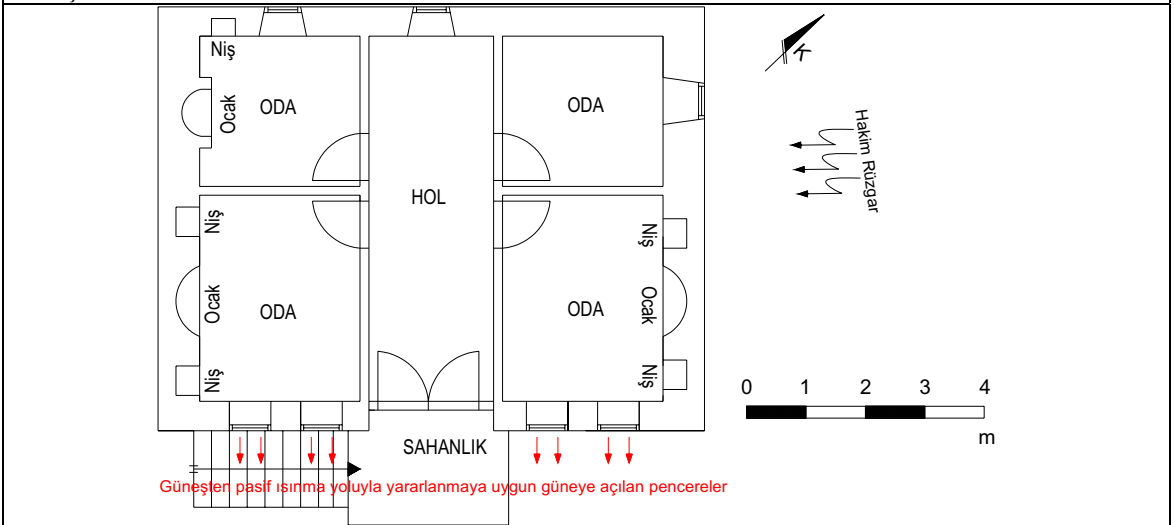 Niş
Ocak
ODA
ODA
K
Hakim Rüzgar
HOL
Niş
Ocak
Niş
ODA
ODA
Niş
Ocak
Niş
0 1 2 3 4
m
SAHANLIK
Güneşten pasif ısınma yoluyla yararlanmaya uygun güneye açılan pencereler